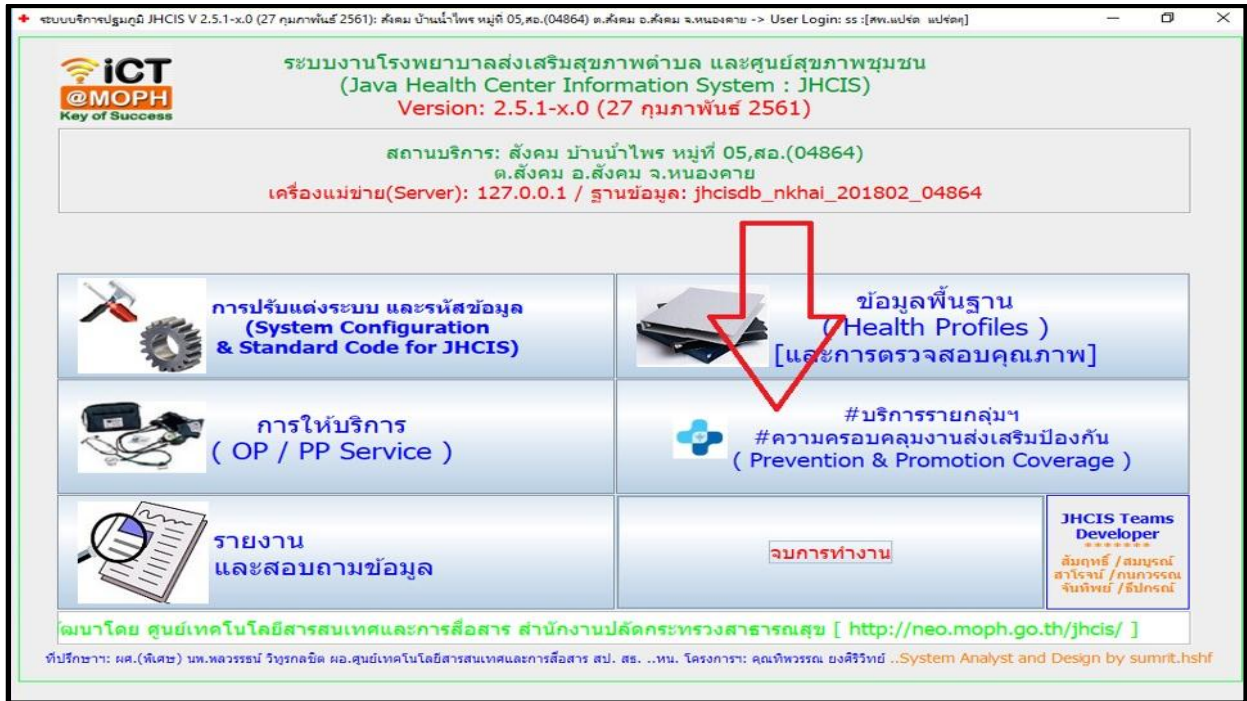 ระบบบริการปฐมภูมิ JHCIS V 2.5.1-x.0 (27 กุมภาพันธ์ 2561): สังคม บ้านน้ำไพร หมู่ที่ 05,สอ.(04864) ต.สังคม อ.สังคม จ.หนองคาย -> User Login: ss :[สพ.แปร่ด แปร่ดๆ]
iCT
@MOPH
Key of Success
ระบบงานโรงพยาบาลส่งเสริมสุขภาพตำบล และศูนย์สุขภาพชุมชน
(Java Health Center Information System : JHCIS)
Version: 2.5.1-x.0 (27 กุมภาพันธ์ 2561)
สถานบริการ: สังคม บ้านน้ำไพร หมู่ที่ 05,สอ.(04864)
ต.สังคม อ.สังคม จ.หนองคาย
เครื่องแม่ข่าย(Server): 127.0.0.1 / ฐานข้อมูล: jhcisdb_nkhai_201802_04864
การปรับแต่งระบบ และรหัสข้อมูล
(System Configuration
& Standard Code for JHCIS)
ข้อมูลพื้นฐาน
( Health Profiles )
[และการตรวจสอบคุณภาพ]
การให้บริการ
( OP / PP Service )
#บริการรายกลุ่มฯ
#ความครอบคลุมงานส่งเสริมป้องกัน
( Prevention & Promotion Coverage )
รายงาน
และสอบถามข้อมูล
จบการทำงาน
JHCIS Teams
Developer
*******
สัมฤทธิ์ /สมบูรณ์
สาโรจน์ /กนกวรรณ
จันทิพย์ /ธีปกรณ์
ัฒนาโดย ศูนย์เทคโนโลยีสารสนเทศและการสื่อสาร สำนักงานปลัดกระทรวงสาธารณสุข [ http://neo.moph.go.th/jhcis/ ]
ที่ปรึกษาฯ: ผศ.(พิเศษ) นพ.พลวรรธน์ วิทูรกลชิต ผอ.ศูนย์เทคโนโลยีสารสนเทศและการสื่อสาร สป. สธ. ..หน. โครงการฯ: คุณทิพวรรณ ยงศิริวิทย์ ..System Analyst and Design by sumrit.hshf